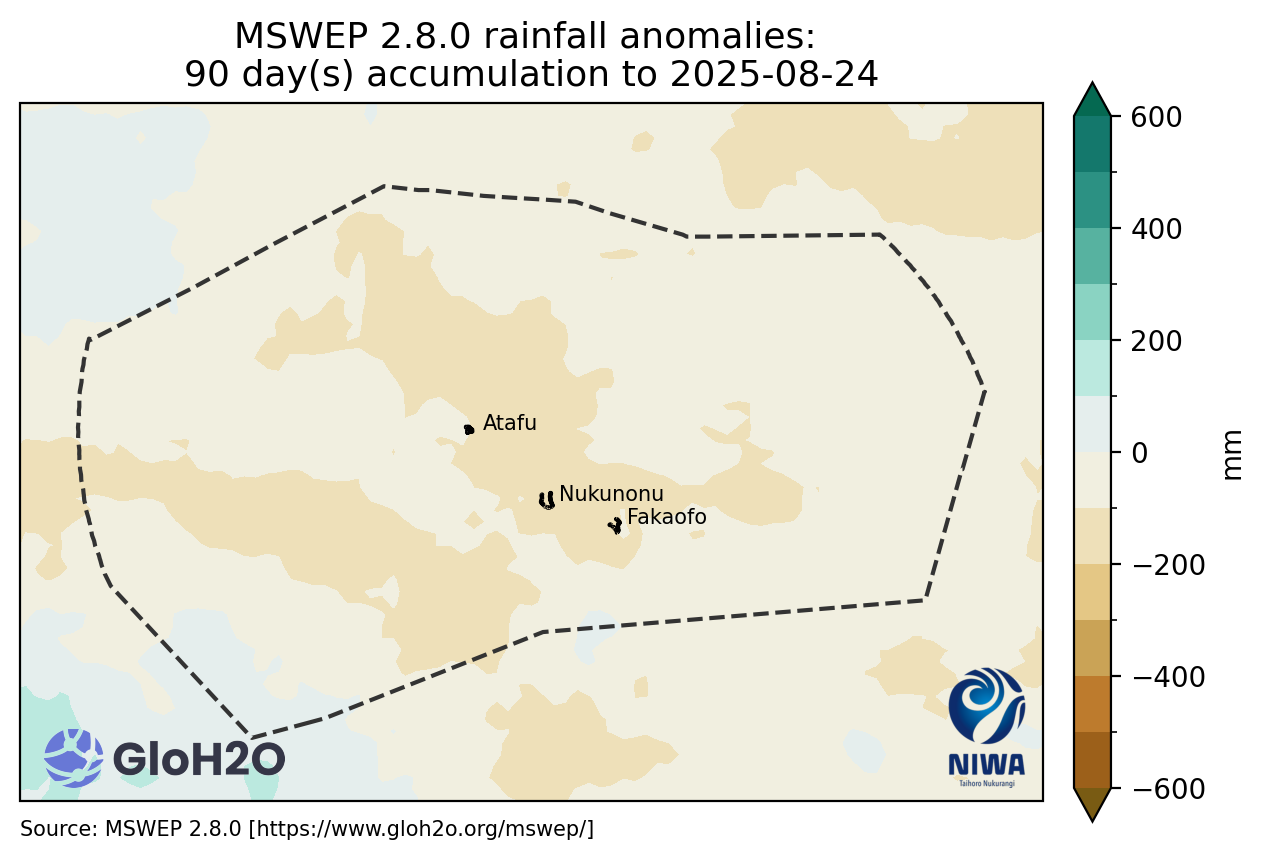 MSWEP 2.8.0 rainfall anomalies:
90 day(s) accumulation to 2025-08-24
600
400
200
0
−200
−400
−600
mm
Atafu
Nukunonu
Fakaofo
GloH2O
NIWA
Taihoro Nukurangi
Source: MSWEP 2.8.0 [https://www.gloh2o.org/mswep/]